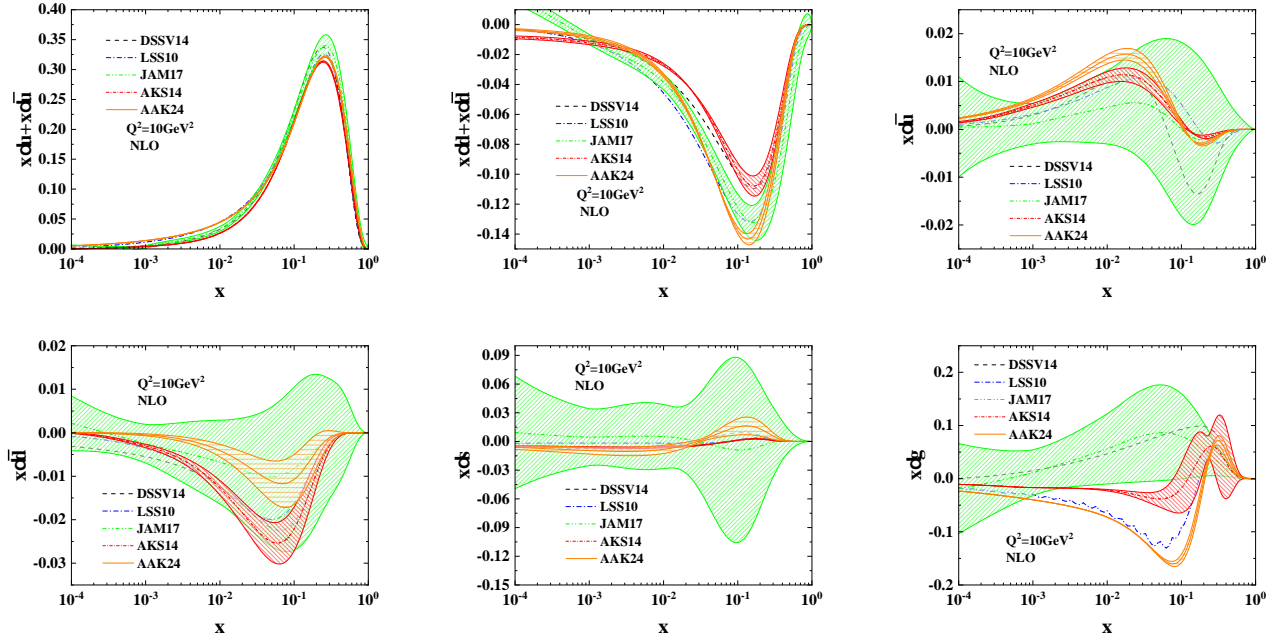 0.40
0.35
0.30
0.25
0.20
0.15
0.10
0.05
0.00
xdu+xdū
DSSV14
LSS10
JAM17
AKS14
AAK24
Q²=10GeV²
NLO
10⁻⁴ 10⁻³ 10⁻² 10⁻¹ 10⁰
x
-0.00
-0.02
-0.04
-0.06
-0.08
-0.10
-0.12
-0.14
xdd+xdd̄
DSSV14
LSS10
JAM17
AKS14
AAK24
Q²=10GeV²
NLO
10⁻⁴ 10⁻³ 10⁻² 10⁻¹ 10⁰
x
0.02
0.01
0.00
-0.01
-0.02
xdū
Q²=10GeV²
NLO
DSSV14
LSS10
JAM17
AKS14
AAK24
10⁻⁴ 10⁻³ 10⁻² 10⁻¹ 10⁰
x
0.02
0.01
0.00
-0.01
-0.02
-0.03
xdd̄
Q²=10GeV²
NLO
DSSV14
LSS10
JAM17
AKS14
AAK24
10⁻⁴ 10⁻³ 10⁻² 10⁻¹ 10⁰
x
0.09
0.06
0.03
0.00
-0.03
-0.06
-0.09
-0.12
-0.15
xds
Q²=10GeV²
NLO
DSSV14
LSS10
JAM17
AKS14
AAK24
10⁻⁴ 10⁻³ 10⁻² 10⁻¹ 10⁰
x
0.2
0.1
0.0
-0.1
-0.2
xdg
DSSV14
LSS10
JAM17
AKS14
AAK24
Q²=10GeV²
NLO
10⁻⁴ 10⁻³ 10⁻² 10⁻¹ 10⁰
x